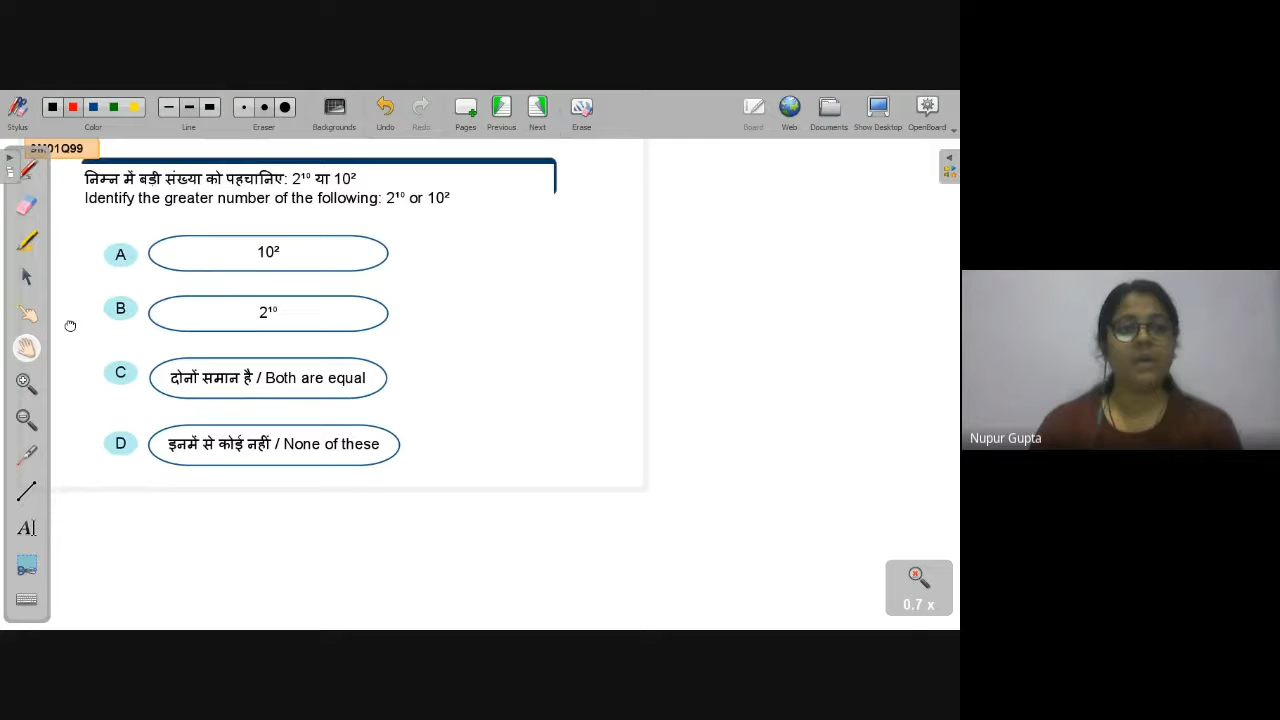 Stylus
Color
Line
Eraser
Backgrounds
Undo
Redo
Pages
Previous
Next
Erase
Board
Web
Documents
Show Desktop
OpenBoard
SM01Q99
निम्न में बड़ी संख्या को पहचानिए: 2¹⁰ या 10²
Identify the greater number of the following: 2¹⁰ or 10²
A
10²
B
2¹⁰
C
दोनों समान है / Both are equal
D
इनमें से कोई नहीं / None of these
Nupur Gupta
0.7 x